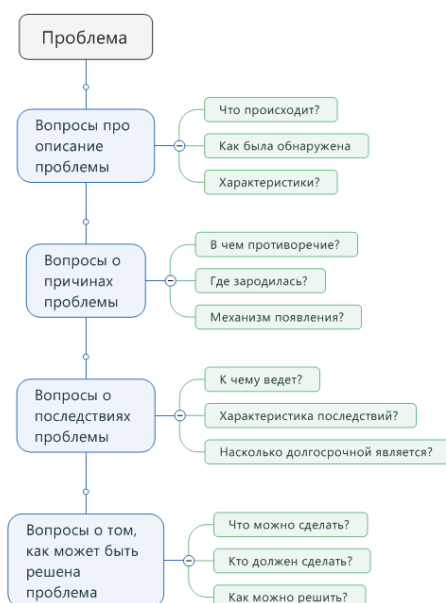 Проблема
Вопросы про
описание
проблемы
Что происходит?
Как была обнаружена
Характеристики?
Вопросы о
причинах
проблемы
В чем противоречие?
Где зародилась?
Механизм появления?
Вопросы о
последствиях
проблемы
К чему ведет?
Характеристика последствий?
Насколько долгосрочной является?
Вопросы о том,
как может быть
решена
проблема
Что можно сделать?
Кто должен сделать?
Как можно решить?